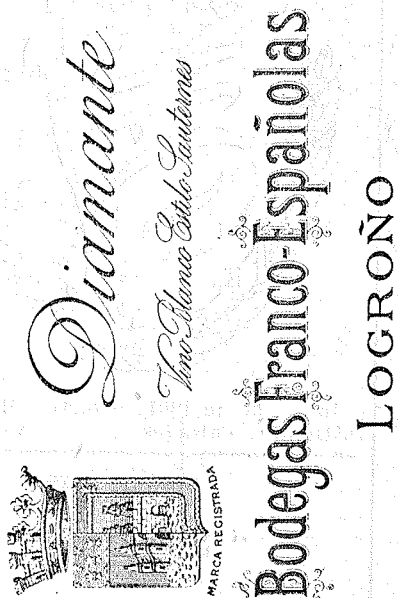 Diamante
Vino Blanco Estilo Sauternes
MARCA REGISTRADA
Bodegas Franco-Españolas
LOGROÑO